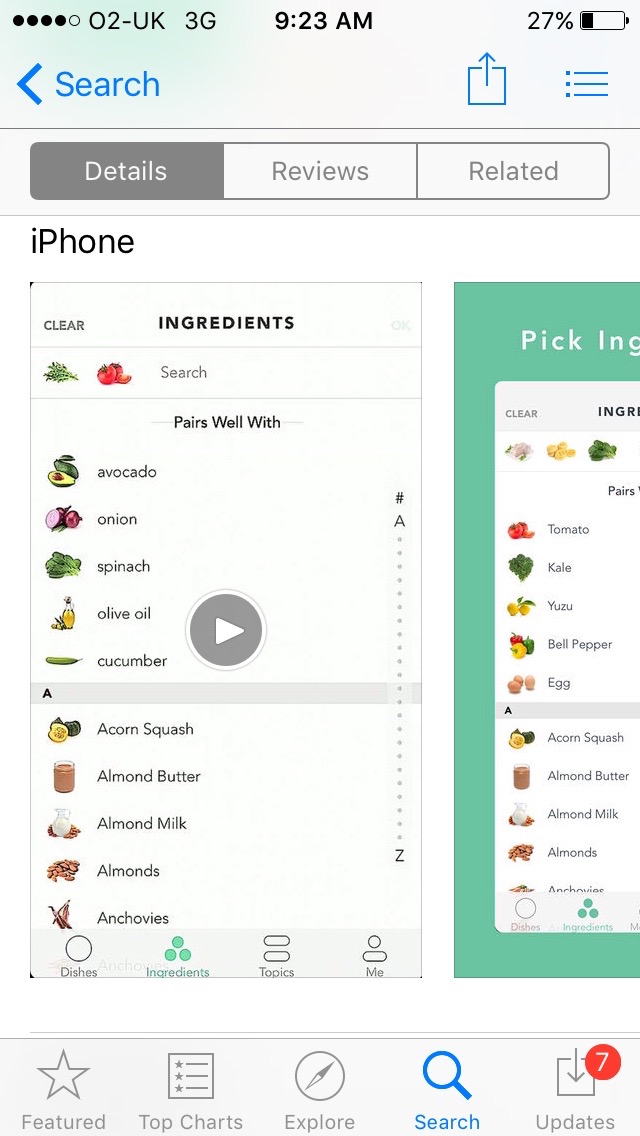 O2-UK 3G 9:23 AM 27%
Search
Details Reviews Related
iPhone
CLEAR INGREDIENTS OK
Search
Pairs Well With
avocado
onion
spinach
olive oil
cucumber
A
Acorn Squash
Almond Butter
Almond Milk
Almonds
Anchovies
Anchovies
#
A
Z
Dishes Ingredients Topics Me
Pick Ing
CLEAR INGRE
Pairs
Tomato
Kale
Yuzu
Bell Pepper
Egg
A
Acorn Squash
Almond Butter
Almond Milk
Almonds
Anchovies
Dishes Ingredients M
Featured Top Charts Explore Search Updates
7